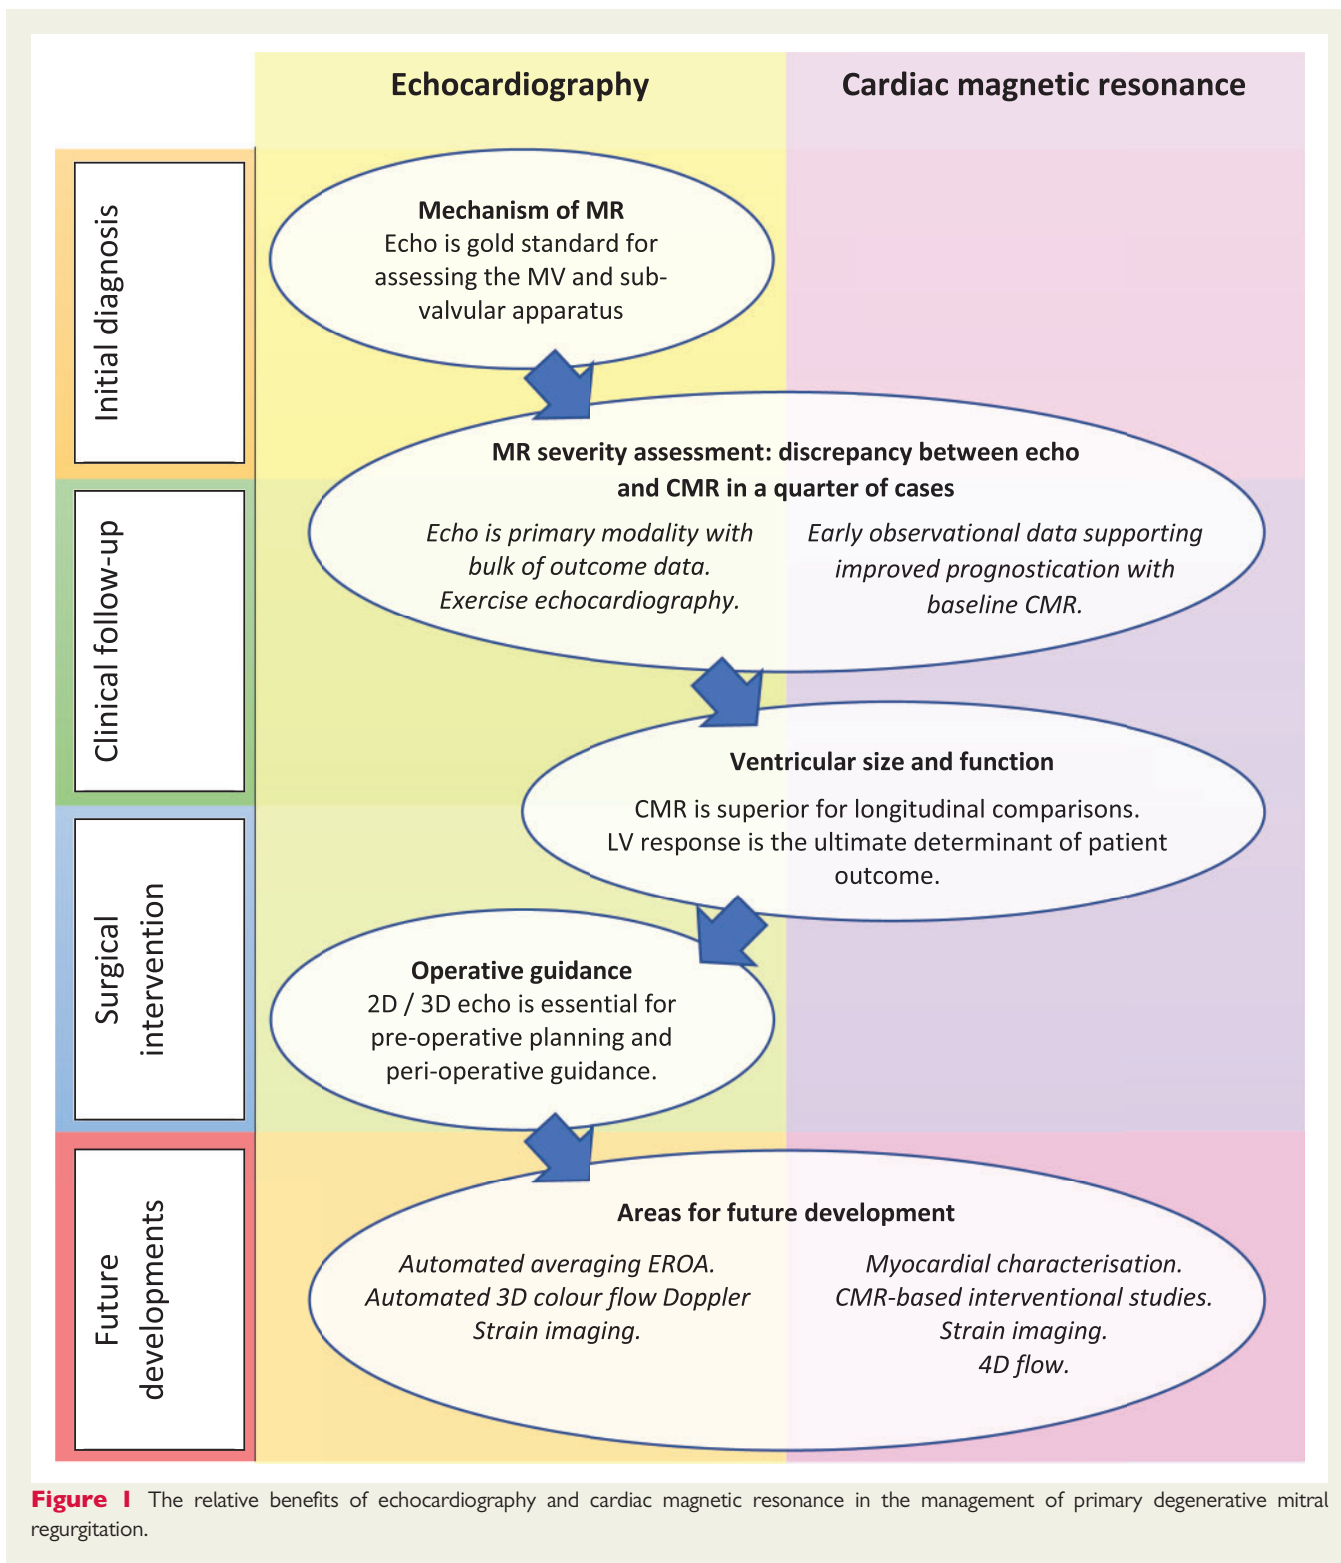 Echocardiography
Cardiac magnetic resonance
Initial diagnosis
Mechanism of MR
Echo is gold standard for
assessing the MV and sub-
valvular apparatus
MR severity assessment: discrepancy between echo
and CMR in a quarter of cases
Echo is primary modality with
bulk of outcome data.
Exercise echocardiography.
Early observational data supporting
improved prognostication with
baseline CMR.
Clinical follow-up
Ventricular size and function
CMR is superior for longitudinal comparisons.
LV response is the ultimate determinant of patient
outcome.
Surgical
intervention
Operative guidance
2D / 3D echo is essential for
pre-operative planning and
peri-operative guidance.
Future
developments
Areas for future development
Automated averaging EROA.
Automated 3D colour flow Doppler
Strain imaging.
Myocardial characterisation.
CMR-based interventional studies.
Strain imaging.
4D flow.
Figure 1 The relative benefits of echocardiography and cardiac magnetic resonance in the management of primary degenerative mitral
regurgitation.